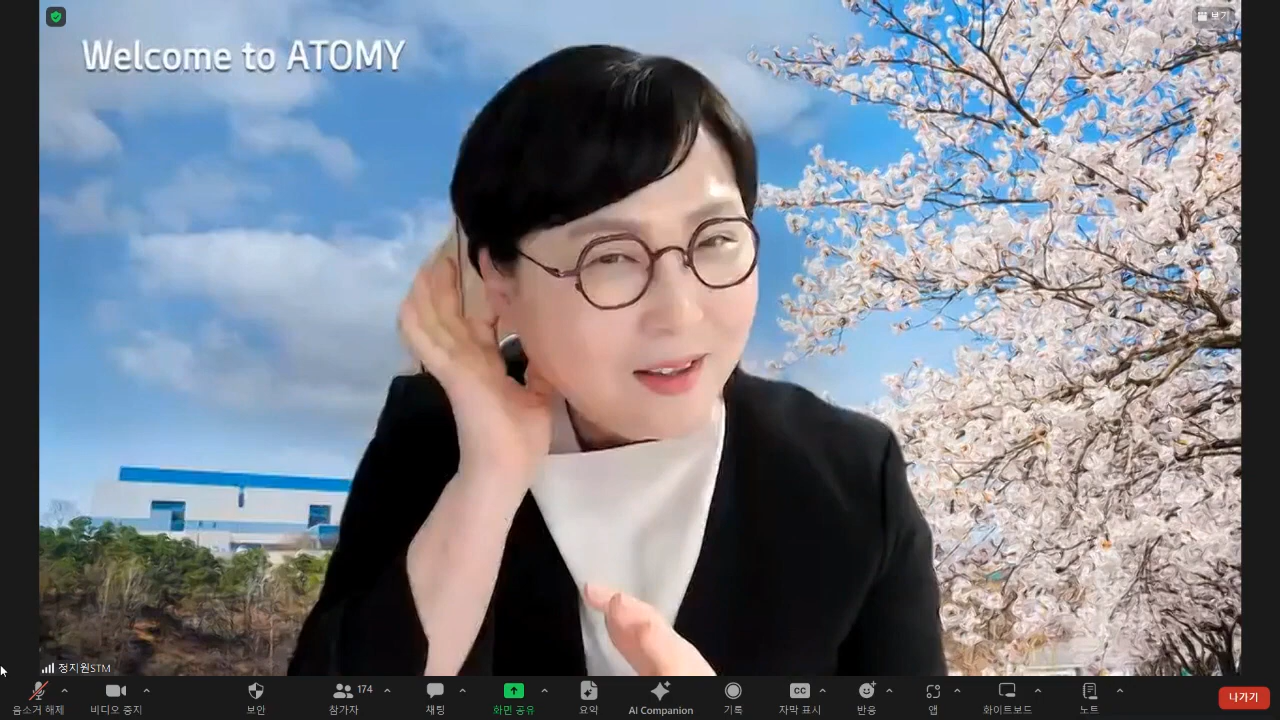 보기
Welcome to ATOMY
정지원STM
음소거 해제
비디오 중지
보안
174
참가자
채팅
화면 공유
요약
AI Companion
기록
CC
자막 표시
반응
앱
화이트보드
노트
나가기